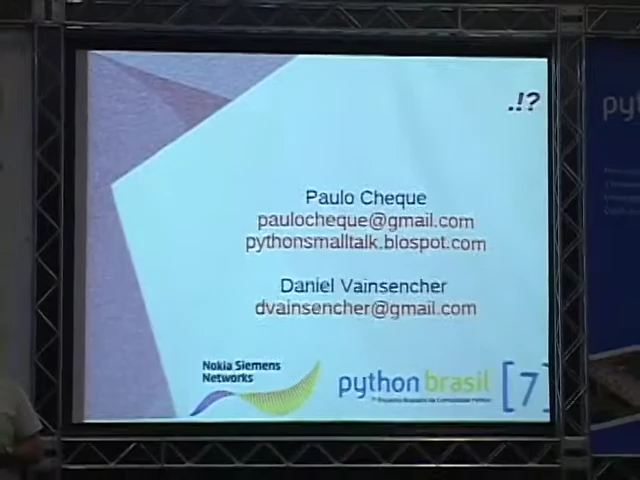 .!?
Paulo Cheque
paulocheque@gmail.com
pythonsmalltalk.blospot.com
Daniel Vainsencher
dvainsencher@gmail.com
Nokia Siemens
Networks
python brasil [7]
pyt